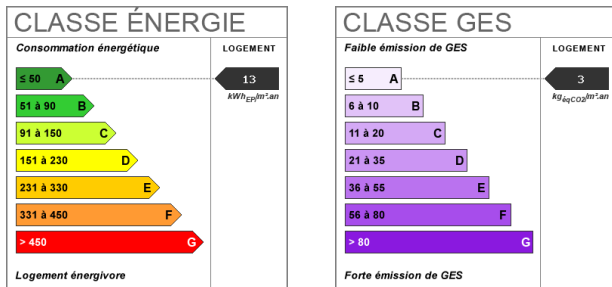 CLASSE ÉNERGIE
Consommation énergétique
LOGEMENT
≤ 50 A
13
kWhEP/m².an
51 à 90 B
91 à 150 C
151 à 230 D
231 à 330 E
331 à 450 F
> 450 G
Logement énergivore
CLASSE GES
Faible émission de GES
LOGEMENT
≤ 5 A
3
kgéqCO2/m².an
6 à 10 B
11 à 20 C
21 à 35 D
36 à 55 E
56 à 80 F
> 80 G
Forte émission de GES